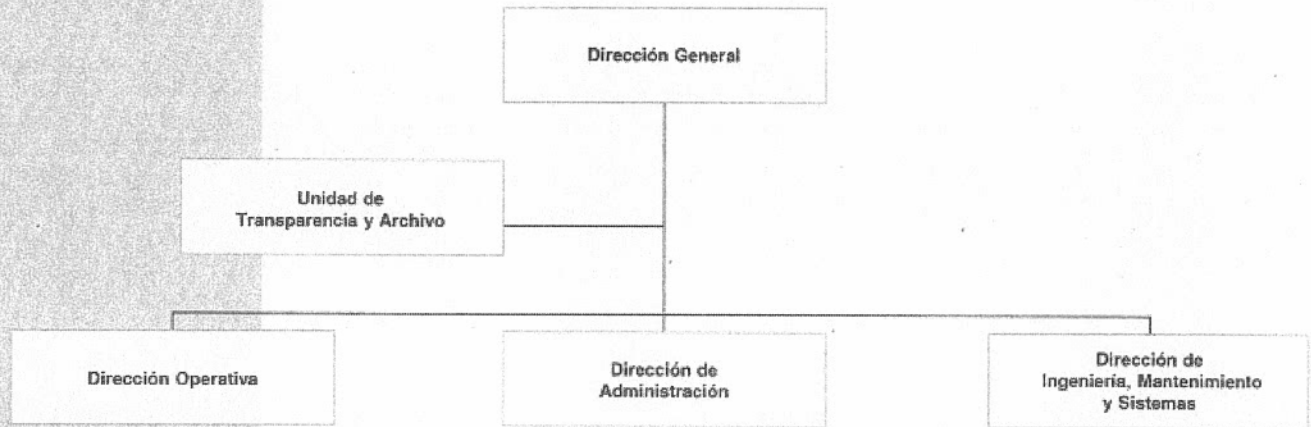 Dirección General
Unidad de
Transparencia y Archivo
Dirección Operativa
Dirección de
Administración
Dirección de
Ingeniería, Mantenimiento
y Sistemas